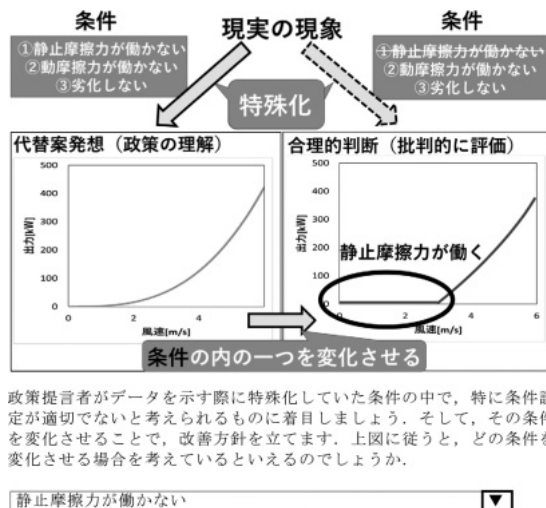 条件
現実の現象
条件
①静止摩擦力が働かない
②動摩擦力が働かない
③劣化しない
①静止摩擦力が働かない
②動摩擦力が働かない
③劣化しない
特殊化
代替案発想（政策の理解）
500
400
300
200
100
0
出力[kW]
0 2 4
風速[m/s]
合理的判断（批判的に評価）
500
400
300
200
100
0
出力[kW]
静止摩擦力が働く
0 2 4 6
風速[m/s]
条件の内の一つを変化させる
政策提言者がデータを示す際に特殊化していた条件の中で，特に条件設
定が適切でないと考えられるものに着目しましょう．そして，その条件
を変化させることで，改善方針を立てます．上図に従うと，どの条件を
変化させる場合を考えているといえるのでしょうか．
静止摩擦力が働かない